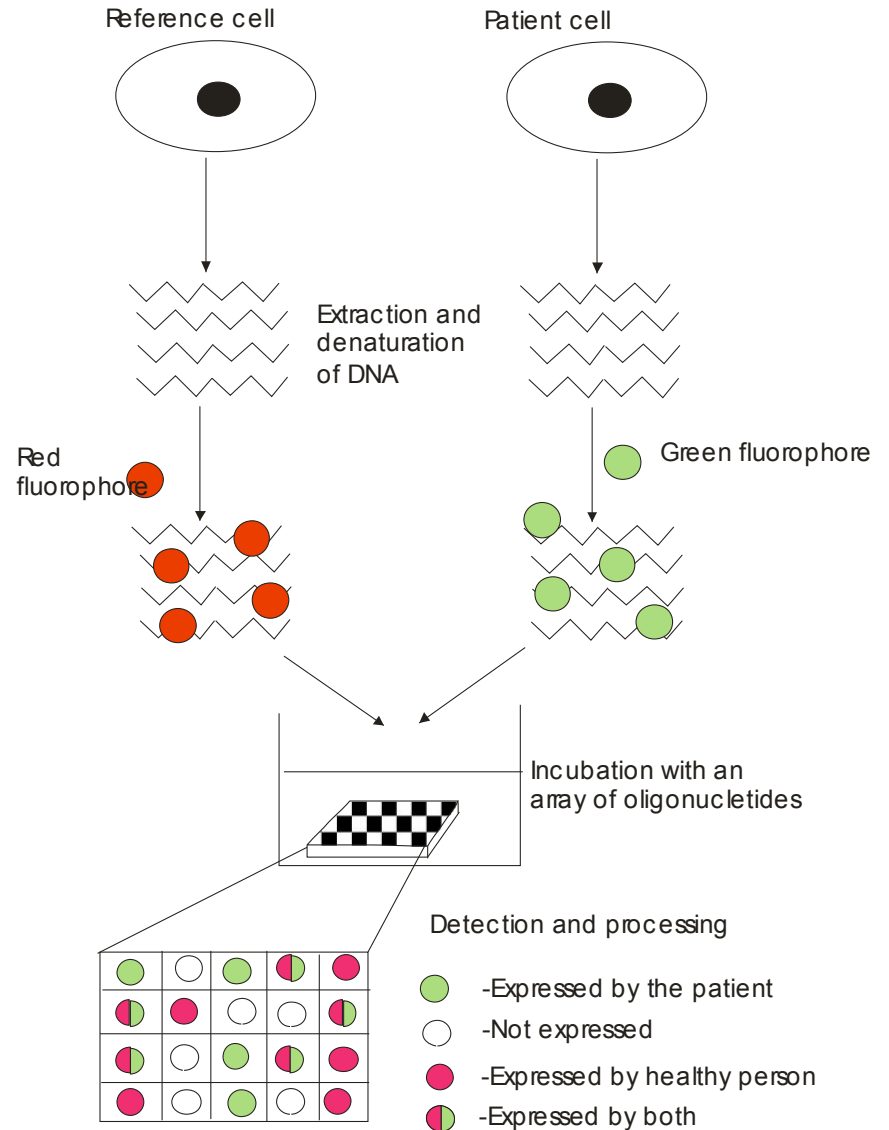 Reference cell
Patient cell
Extraction and
denaturation
of DNA
Red
fluorophore
Green fluorophore
Incubation with an
array of oligonucletides
Detection and processing
-Expressed by the patient
-Not expressed
-Expressed by healthy person
-Expressed by both